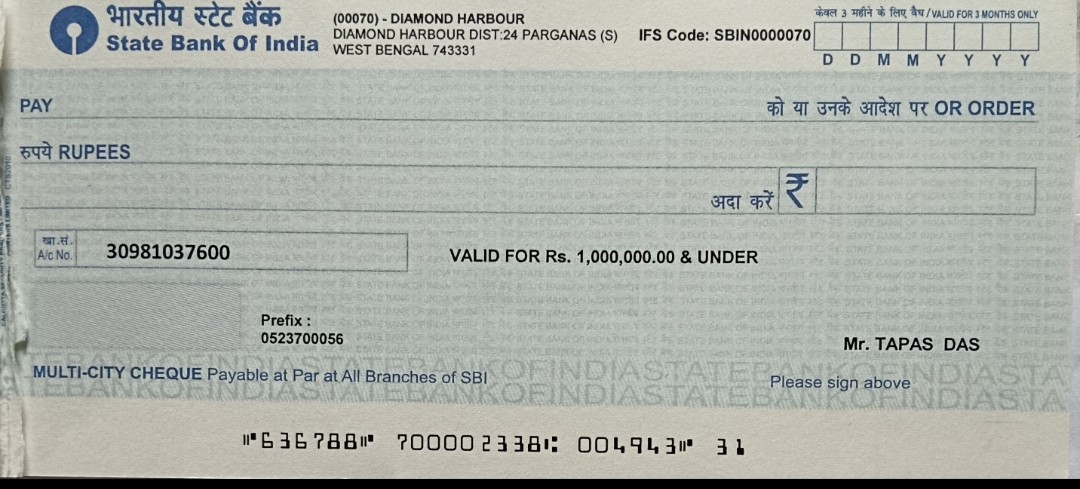 भारतीय स्टेट बैंक
State Bank Of India
(00070) - DIAMOND HARBOUR
DIAMOND HARBOUR DIST:24 PARGANAS (S)
WEST BENGAL 743331
IFS Code: SBIN0000070
केवल 3 महीने के लिए वैध / VALID FOR 3 MONTHS ONLY
D D M M Y Y Y Y
PAY
को या उनके आदेश पर OR ORDER
रुपये RUPEES
अदा करें ₹
खा.सं.
A/c No. 30981037600
VALID FOR Rs. 1,000,000.00 & UNDER
Prefix :
0523700056
Mr. TAPAS DAS
MULTI-CITY CHEQUE Payable at Par at All Branches of SBI
Please sign above
⑈636788⑈ 700002338⑆ 004943⑈ 31